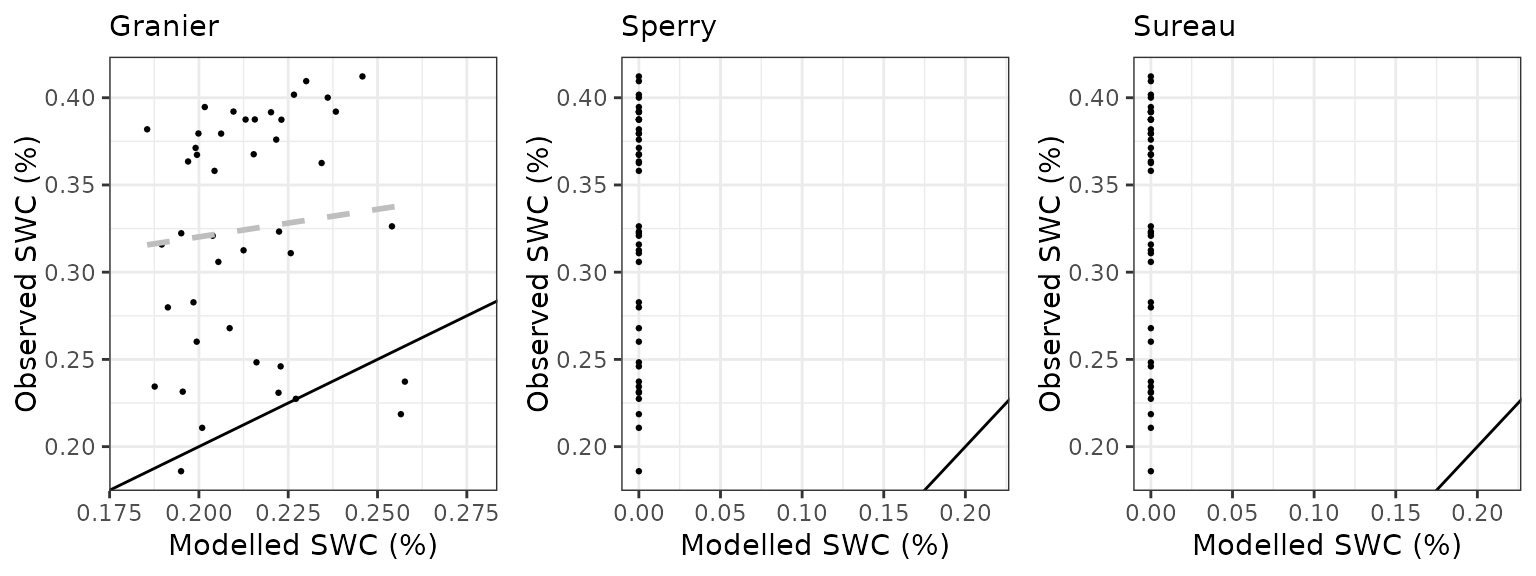 Granier
Observed SWC (%)
0.40
0.35
0.30
0.25
0.20
0.175 0.200 0.225 0.250 0.275
Modelled SWC (%)
Sperry
Observed SWC (%)
0.40
0.35
0.30
0.25
0.20
0.00 0.05 0.10 0.15 0.20
Modelled SWC (%)
Sureau
Observed SWC (%)
0.40
0.35
0.30
0.25
0.20
0.00 0.05 0.10 0.15 0.20
Modelled SWC (%)